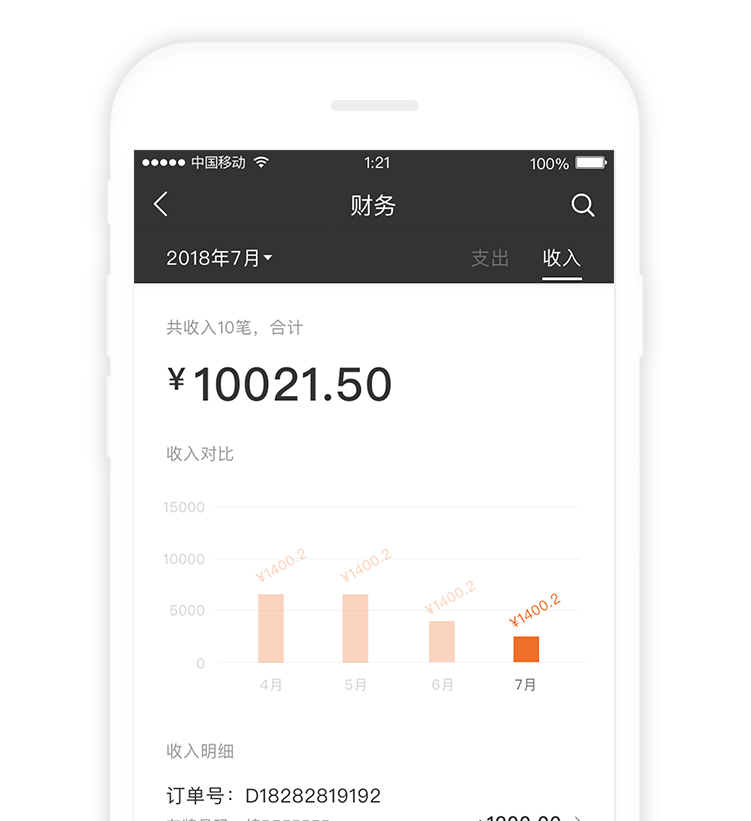 中国移动 1:21 100%
财务
2018年7月 支出 收入
共收入10笔，合计
¥10021.50
收入对比
15000
10000
¥1400.2 ¥1400.2 ¥1400.2 ¥1400.2
5000
0
4月 5月 6月 7月
收入明细
订单号：D18282819192